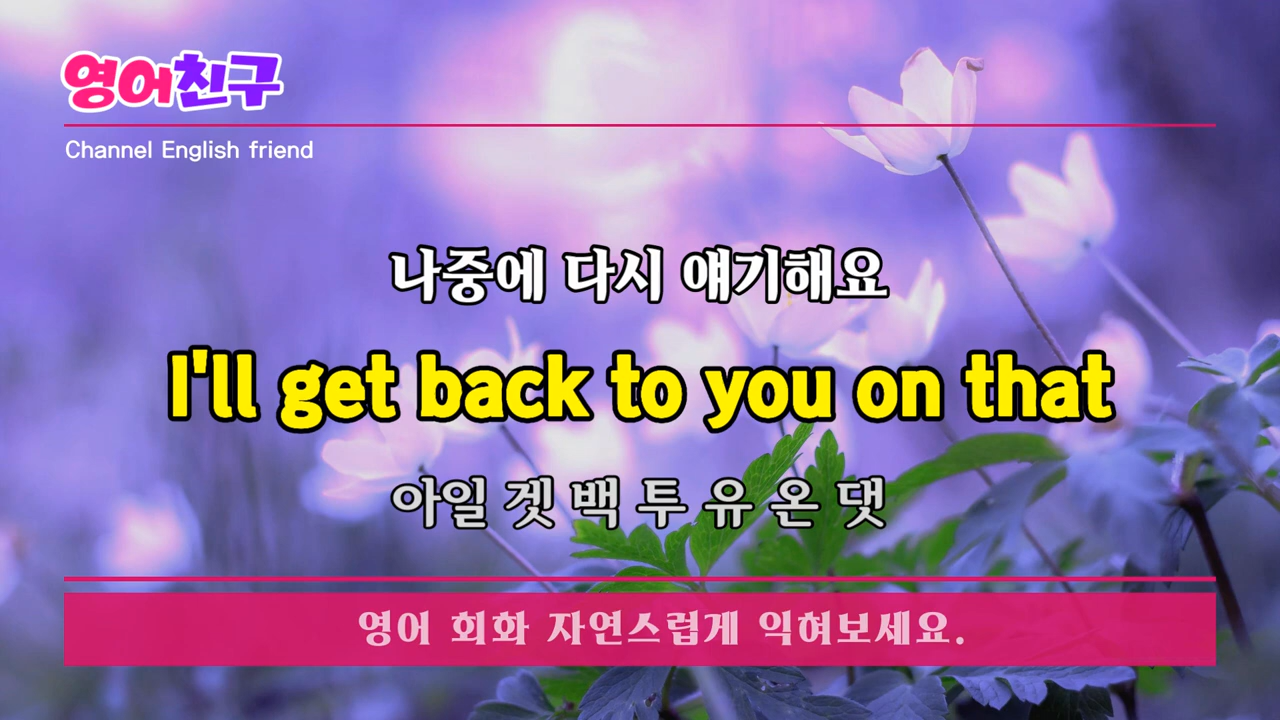 영어친구
Channel English friend
나중에 다시 얘기해요
I'll get back to you on that
아일 겟 백 투 유 온 댓
영어 회화 자연스럽게 익혀보세요.